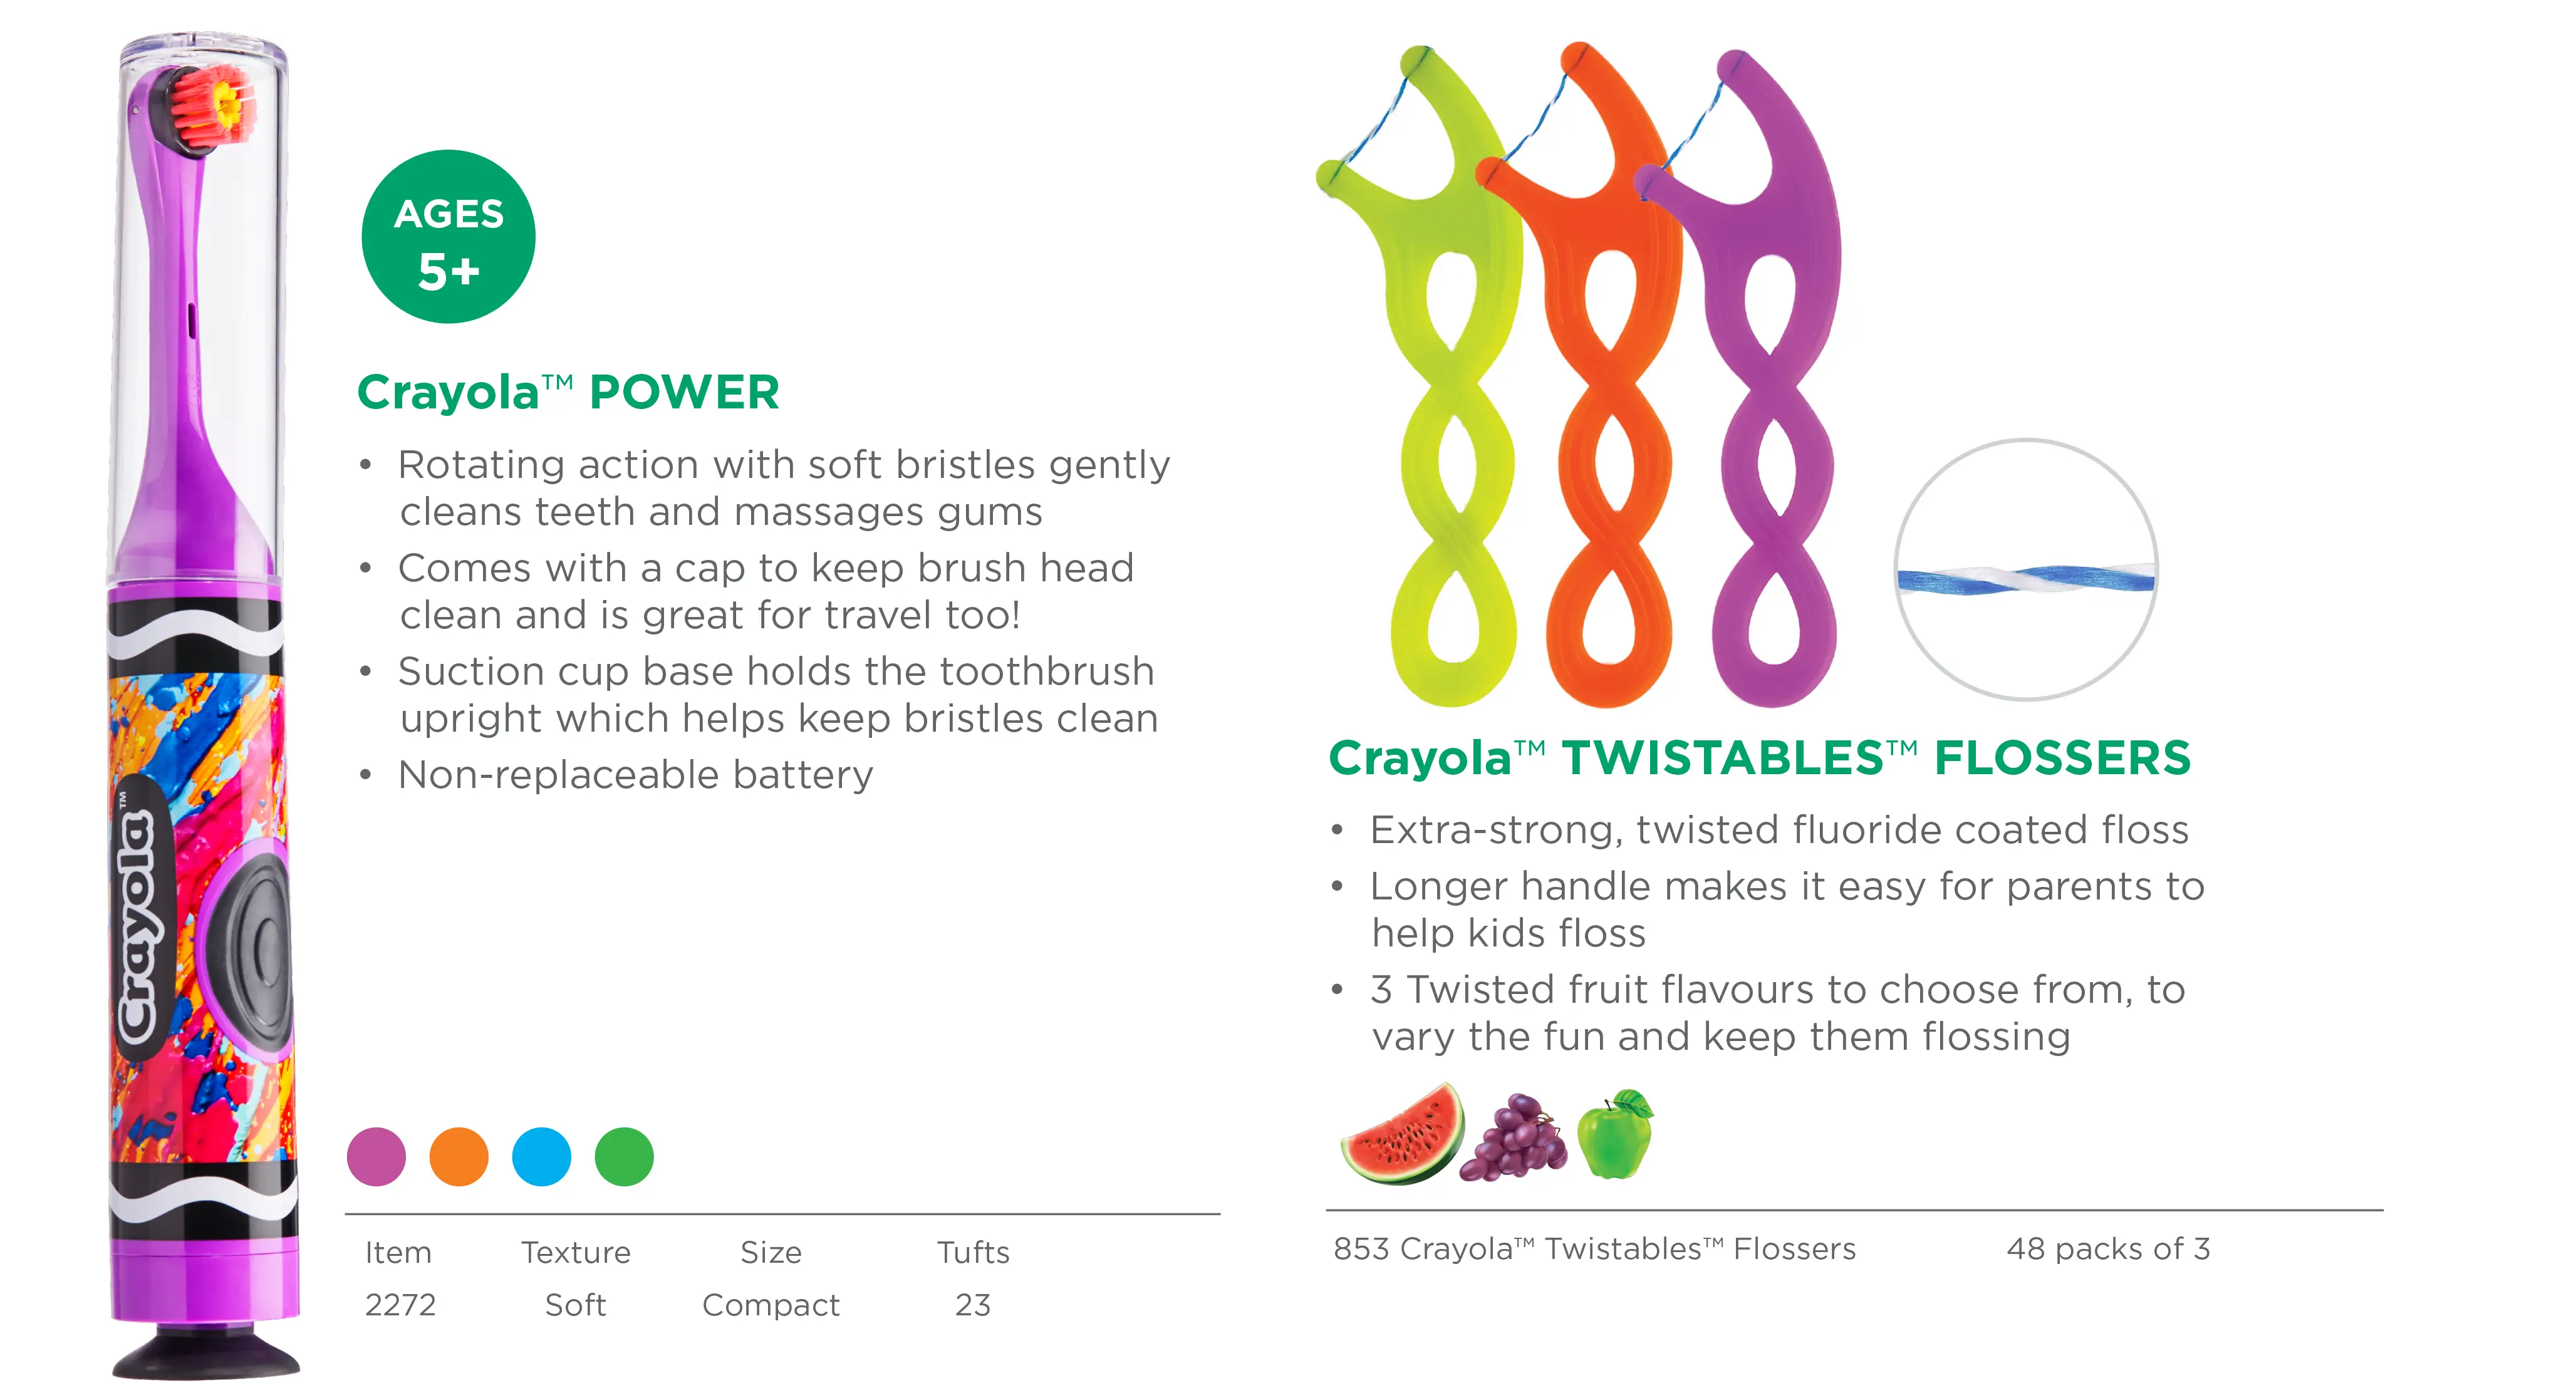 AGES
5+
Crayola™ POWER
• Rotating action with soft bristles gently
cleans teeth and massages gums
• Comes with a cap to keep brush head
clean and is great for travel too!
• Suction cup base holds the toothbrush
upright which helps keep bristles clean
• Non-replaceable battery
Crayola™
Item Texture Size Tufts
2272 Soft Compact 23
Crayola™ TWISTABLES™ FLOSSERS
• Extra-strong, twisted fluoride coated floss
• Longer handle makes it easy for parents to
help kids floss
• 3 Twisted fruit flavours to choose from, to
vary the fun and keep them flossing
853 Crayola™ Twistables™ Flossers 48 packs of 3